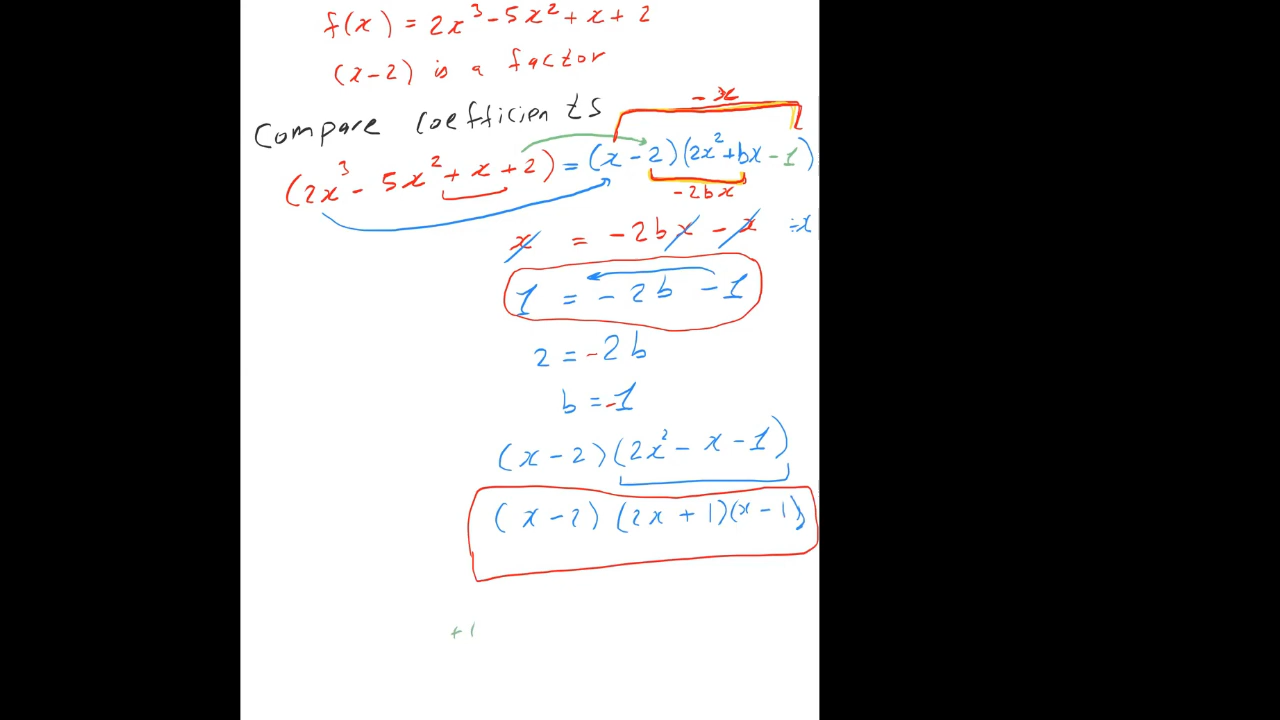 f(x) = 2x³ - 5x² + x + 2
(x-2) is a factor
Compare coefficients
-x
(2x³ - 5x² + x + 2) = (x - 2)(2x² + bx - 1)
-2bx
x = -2bx - x ÷x
1 = -2b - 1
2 = -2b
b = -1
(x - 2)(2x² - x - 1)
(x - 2)(2x + 1)(x - 1)